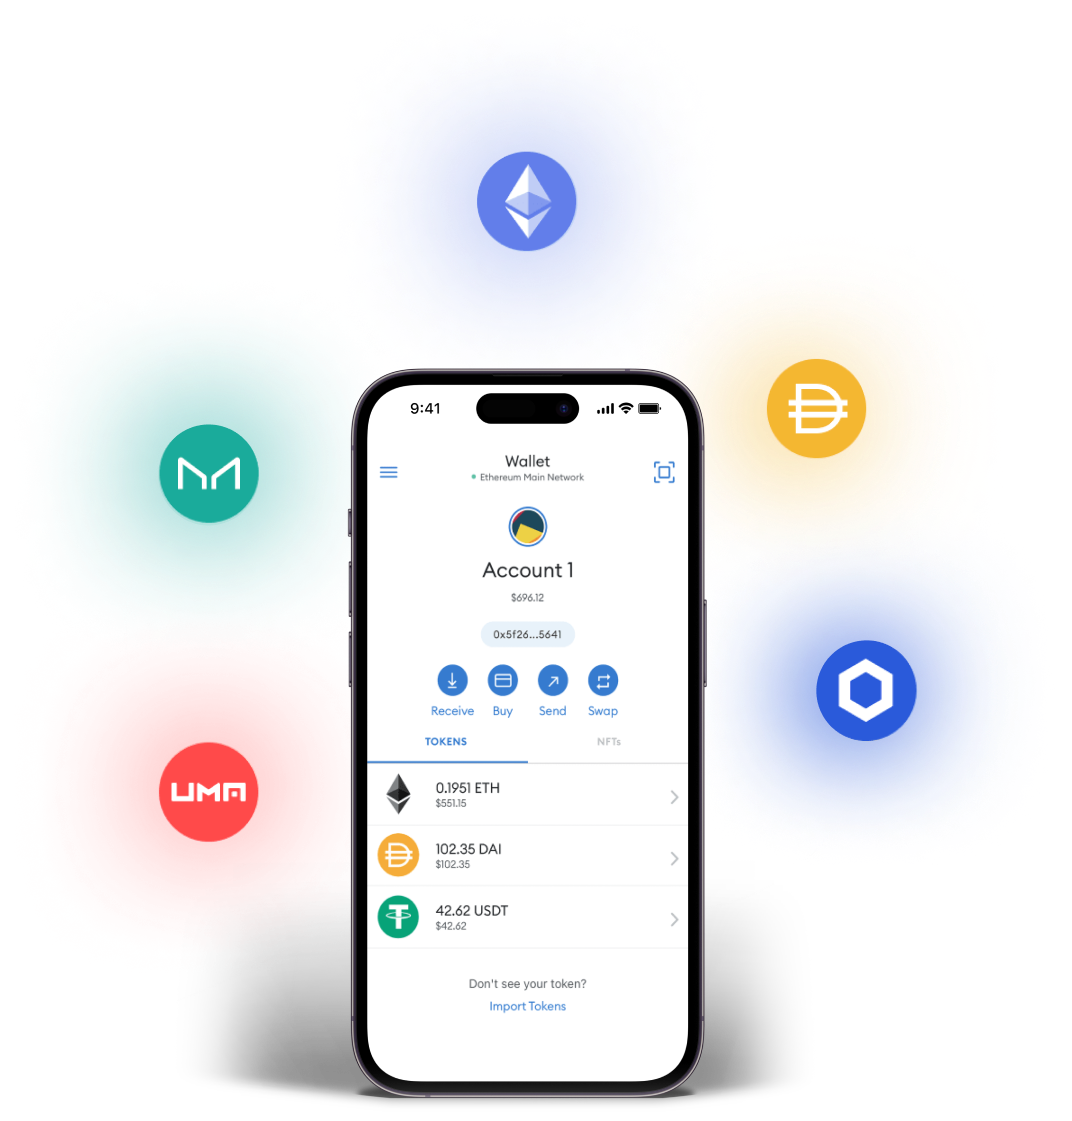 9:41
Wallet
Ethereum Main Network
Account 1
$696.12
0x5f26...5641
Receive Buy Send Swap
TOKENS NFTs
0.1951 ETH
$551.15
102.35 DAI
$102.35
42.62 USDT
$42.62
Don't see your token?
Import Tokens
UMA